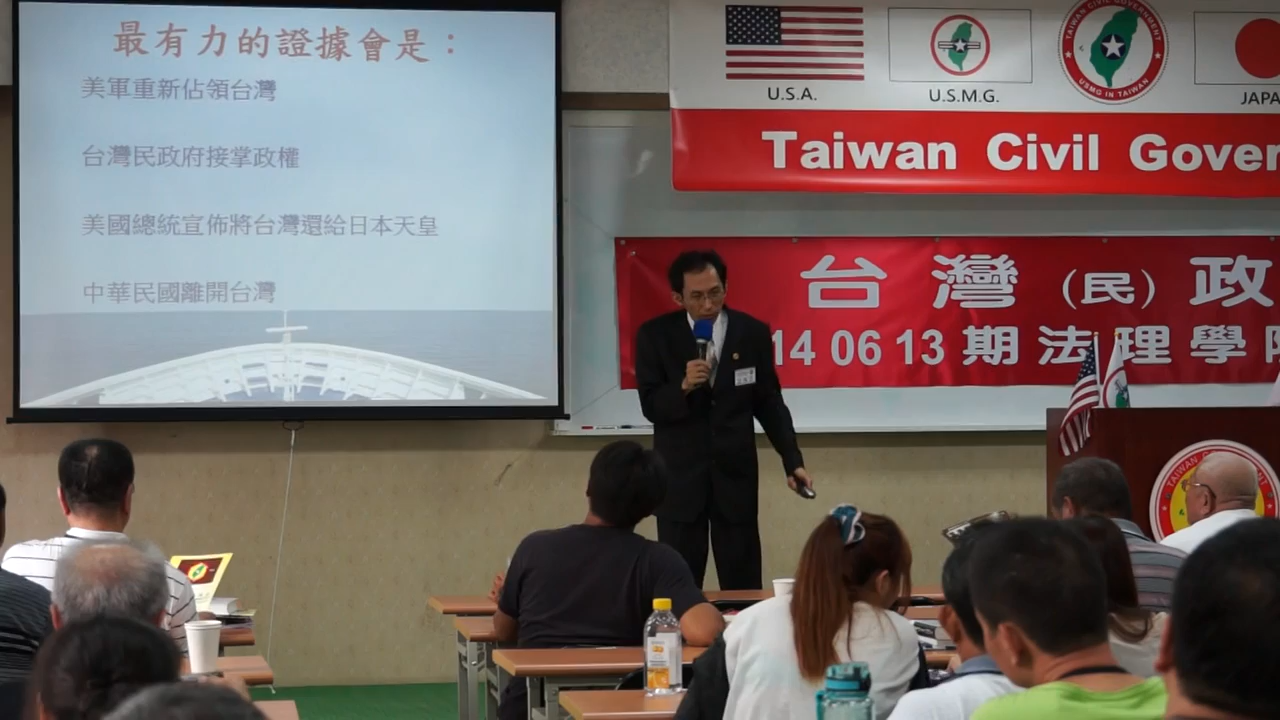 最有力的證據會是：
美軍重新佔領台灣
台灣民政府接掌政權
美國總統宣佈將台灣還給日本天皇
中華民國離開台灣
U.S.A.
U.S.M.G.
TAIWAN CIVIL GOVERNMENT
USMG IN TAIWAN
JAPA
Taiwan Civil Gover
台灣（民）政
14 06 13 期法理學院
TAIWAN C